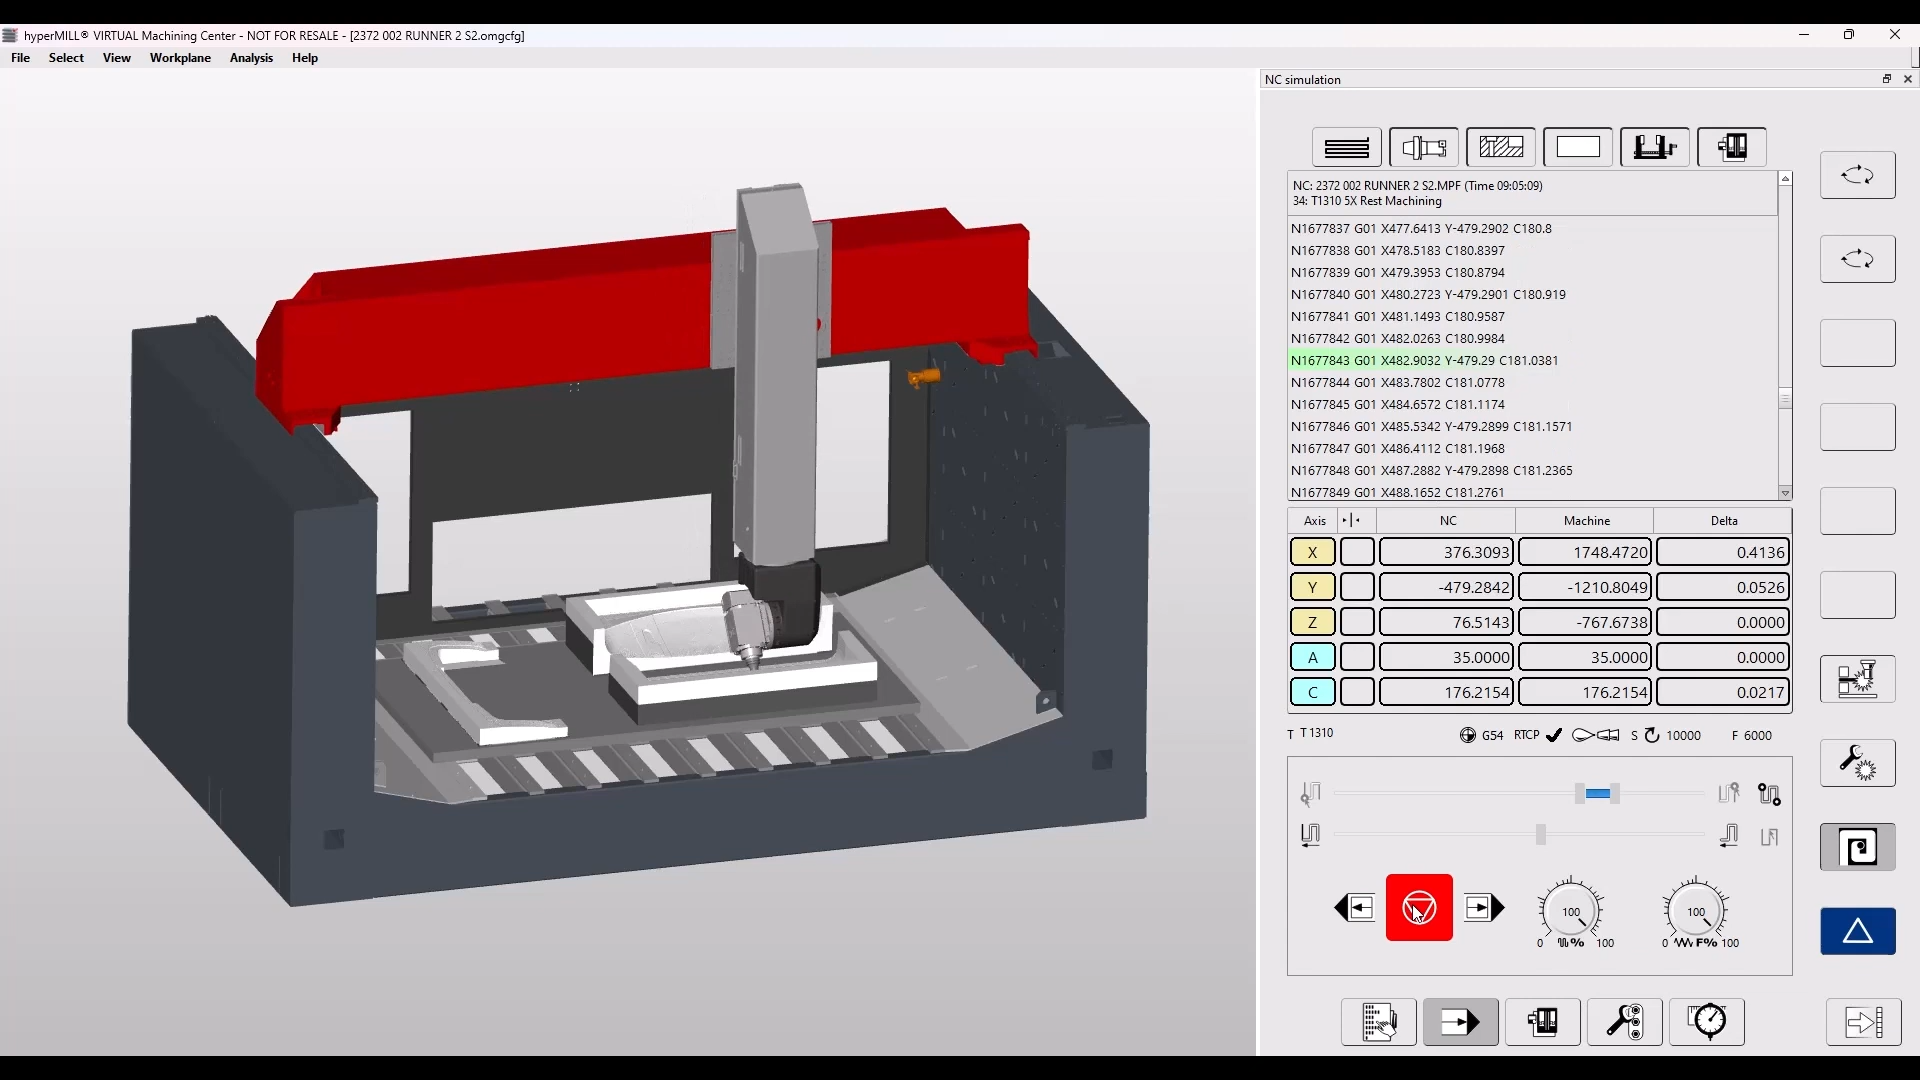 hyperMILL® VIRTUAL Machining Center - NOT FOR RESALE - [2372 002 RUNNER 2 S2.omgcfg]
File Select View Workplane Analysis Help
NC simulation
NC: 2372 002 RUNNER 2 S2.MPF (Time 09:05:09)
34: T1310 5X Rest Machining
N1677837 G01 X477.6413 Y-479.2902 C180.8
N1677838 G01 X478.5183 C180.8397
N1677839 G01 X479.3953 C180.8794
N1677840 G01 X480.2723 Y-479.2901 C180.919
N1677841 G01 X481.1493 C180.9587
N1677842 G01 X482.0263 C180.9984
N1677843 G01 X482.9032 Y-479.29 C181.0381
N1677844 G01 X483.7802 C181.0778
N1677845 G01 X484.6572 C181.1174
N1677846 G01 X485.5342 Y-479.2899 C181.1571
N1677847 G01 X486.4112 C181.1968
N1677848 G01 X487.2882 Y-479.2898 C181.2365
N1677849 G01 X488.1652 C181.2761
Axis NC Machine Delta
X 376.3093 1748.4720 0.4136
Y -479.2842 -1210.8049 0.0526
Z 76.5143 -767.6738 0.0000
A 35.0000 35.0000 0.0000
C 176.2154 176.2154 0.0217
T T1310 G54 RTCP S 10000 F 6000
100 100
0 % 100 0 F% 100